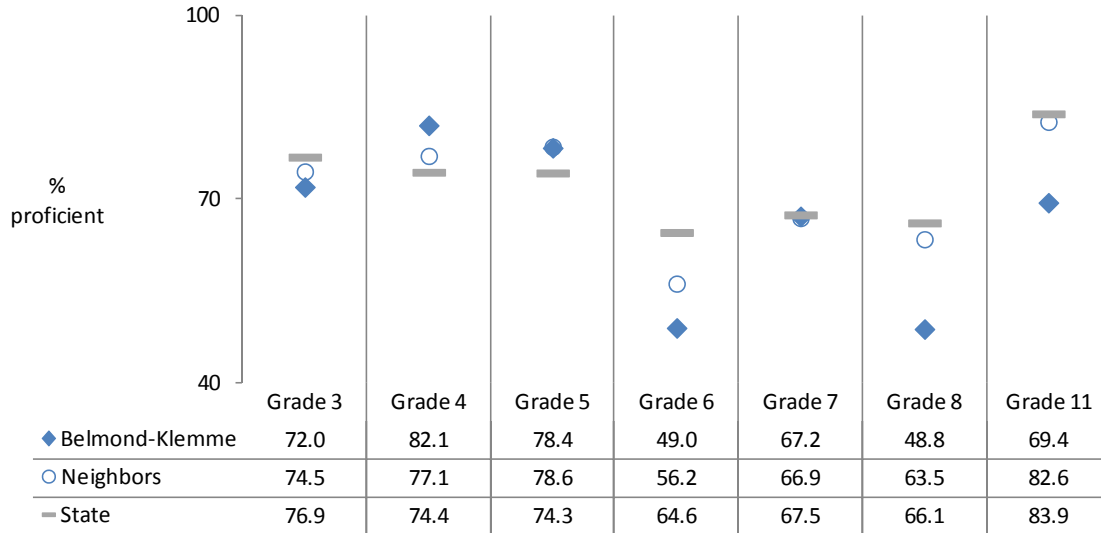 100
%
proficient
70
40
Grade 3 Grade 4 Grade 5 Grade 6 Grade 7 Grade 8 Grade 11
Belmond-Klemme 72.0 82.1 78.4 49.0 67.2 48.8 69.4
Neighbors 74.5 77.1 78.6 56.2 66.9 63.5 82.6
State 76.9 74.4 74.3 64.6 67.5 66.1 83.9